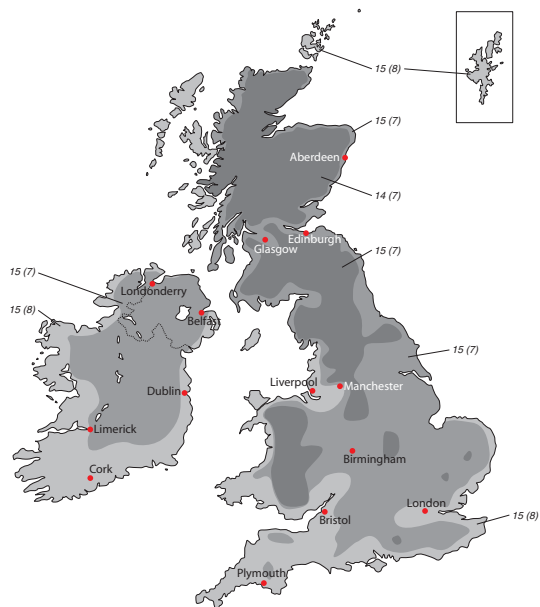 15 (8)
15 (7)
Aberdeen
14 (7)
Edinburgh
Glasgow
15 (7)
15 (7)
Londonderry
15 (8)
Belfast
15 (7)
Liverpool
Manchester
Dublin
Limerick
Birmingham
Cork
London
Bristol
15 (8)
Plymouth